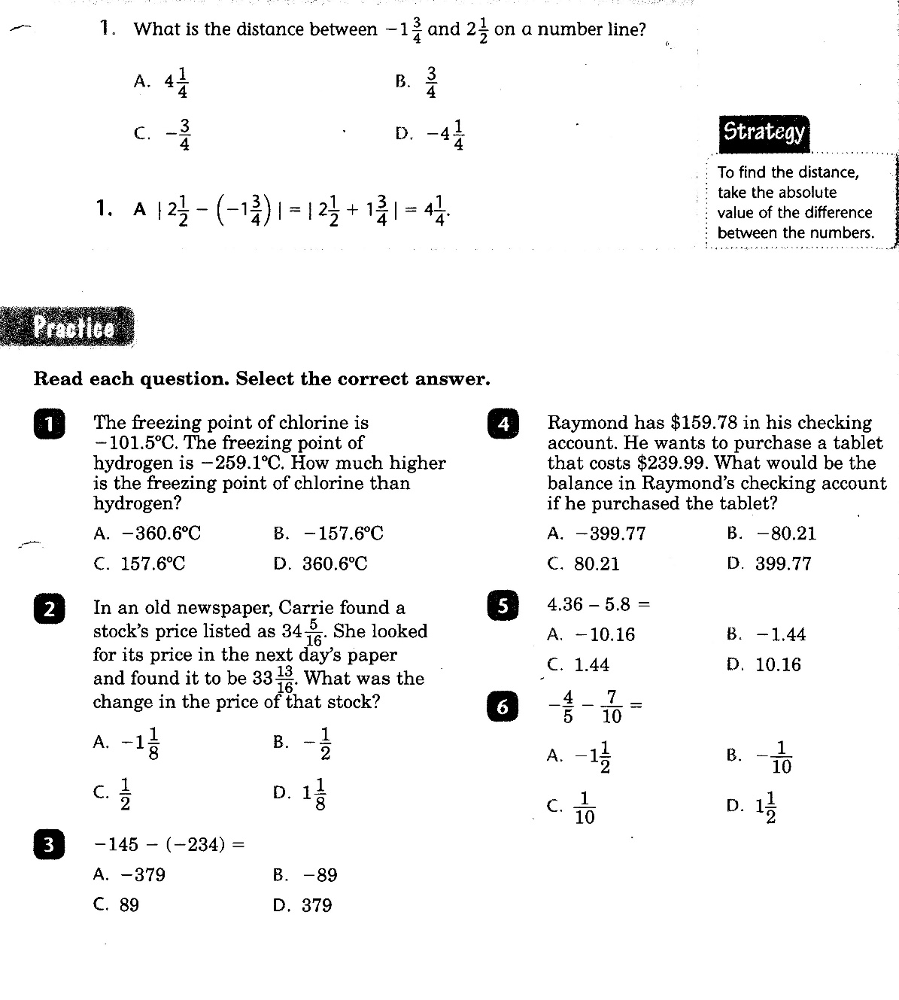 1. What is the distance between −1 3/4 and 2 1/2 on a number line?
A. 4 1/4 B. 3/4
C. −3/4 D. −4 1/4
Strategy
To find the distance,
take the absolute
value of the difference
between the numbers.
1. A |2 1/2 − (−1 3/4)| = |2 1/2 + 1 3/4| = 4 1/4.
Practice
Read each question. Select the correct answer.
1 The freezing point of chlorine is
−101.5ºC. The freezing point of
hydrogen is −259.1ºC. How much higher
is the freezing point of chlorine than
hydrogen?
A. −360.6ºC B. −157.6ºC
C. 157.6ºC D. 360.6ºC
2 In an old newspaper, Carrie found a
stock's price listed as 34 5/16. She looked
for its price in the next day's paper
and found it to be 33 13/16. What was the
change in the price of that stock?
A. −1 1/8 B. −1/2
C. 1/2 D. 1 1/8
3 −145 − (−234) =
A. −379 B. −89
C. 89 D. 379
4 Raymond has $159.78 in his checking
account. He wants to purchase a tablet
that costs $239.99. What would be the
balance in Raymond's checking account
if he purchased the tablet?
A. −399.77 B. −80.21
C. 80.21 D. 399.77
5 4.36 − 5.8 =
A. −10.16 B. −1.44
C. 1.44 D. 10.16
6 −4/5 − 7/10 =
A. −1 1/2 B. −1/10
C. 1/10 D. 1 1/2